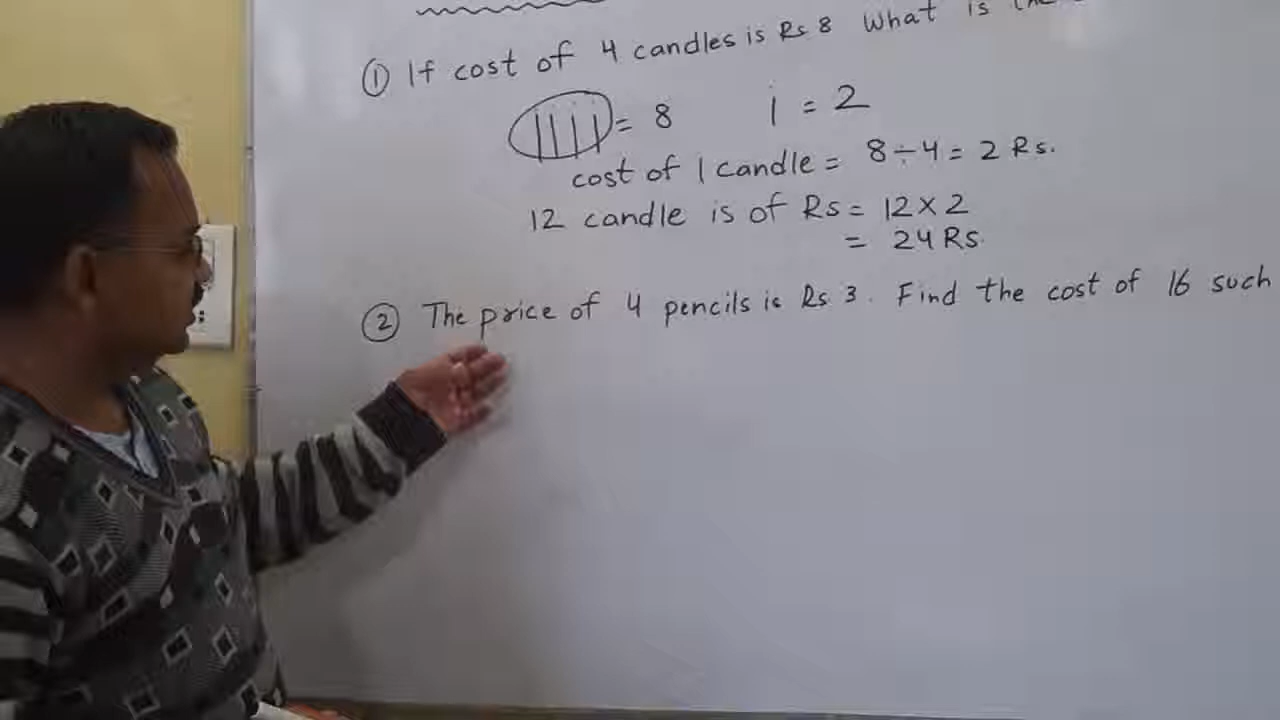 ① If cost of 4 candles is Rs 8 What is the
= 8 1 = 2
cost of 1 candle = 8 ÷ 4 = 2 Rs.
12 candle is of Rs = 12 × 2
= 24 Rs.
② The price of 4 pencils is Rs 3. Find the cost of 16 such